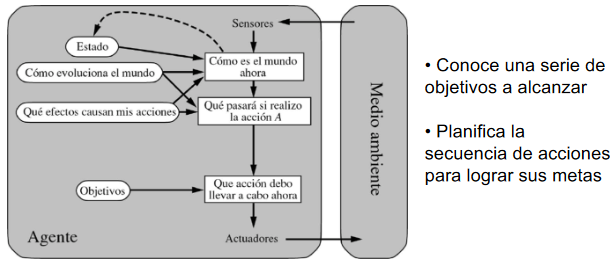 Sensores
Estado
Cómo evoluciona el mundo
Qué efectos causan mis acciones
Cómo es el mundo
ahora
Qué pasará si realizo
la acción A
Objetivos
Que acción debo
llevar a cabo ahora
Agente
Actuadores
Medio ambiente
• Conoce una serie de
objetivos a alcanzar
• Planifica la
secuencia de acciones
para lograr sus metas